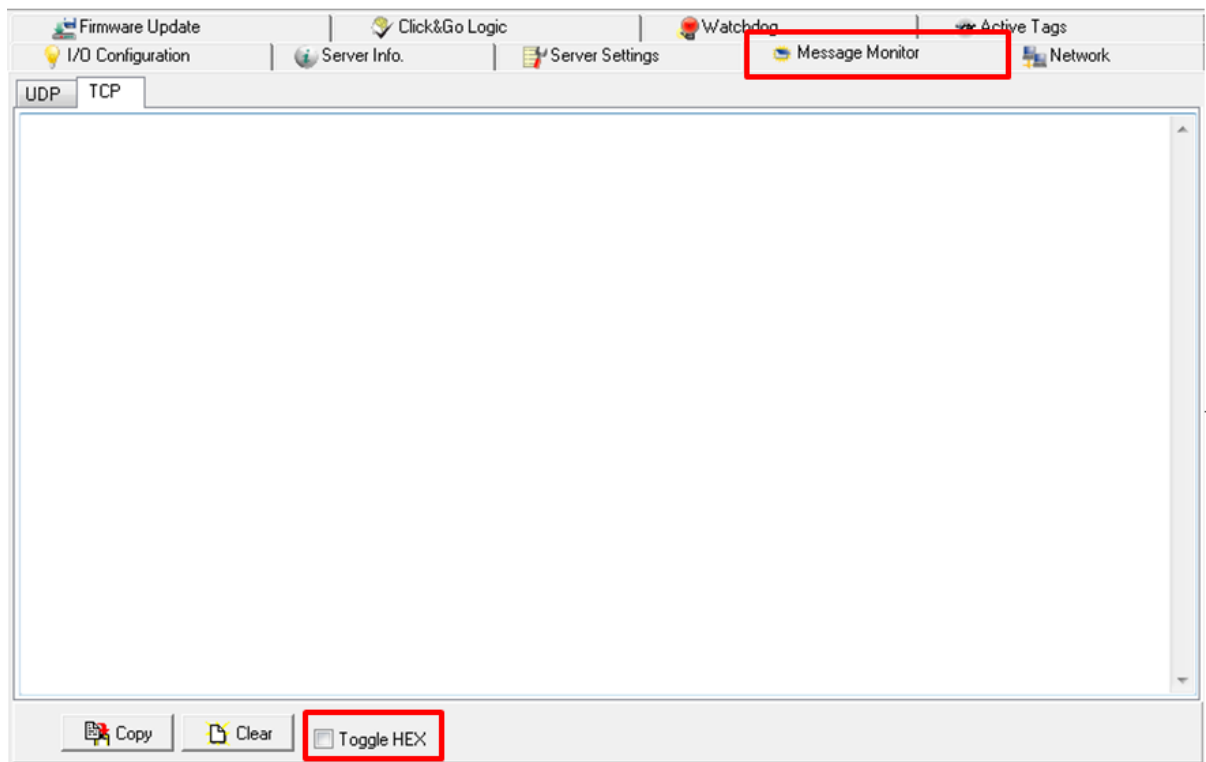 Firmware Update Click&Go Logic Watchdog Active Tags
I/O Configuration Server Info. Server Settings Message Monitor Network
UDP TCP
Copy Clear Toggle HEX